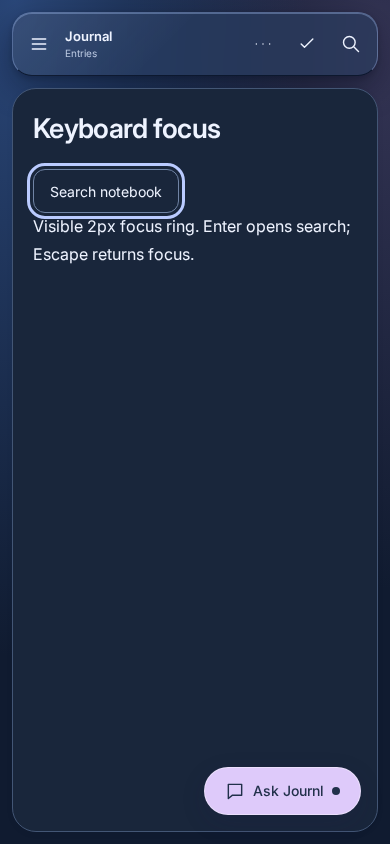 Journal
Entries
Keyboard focus
Search notebook
Visible 2px focus ring. Enter opens search;
Escape returns focus.
Ask Journl